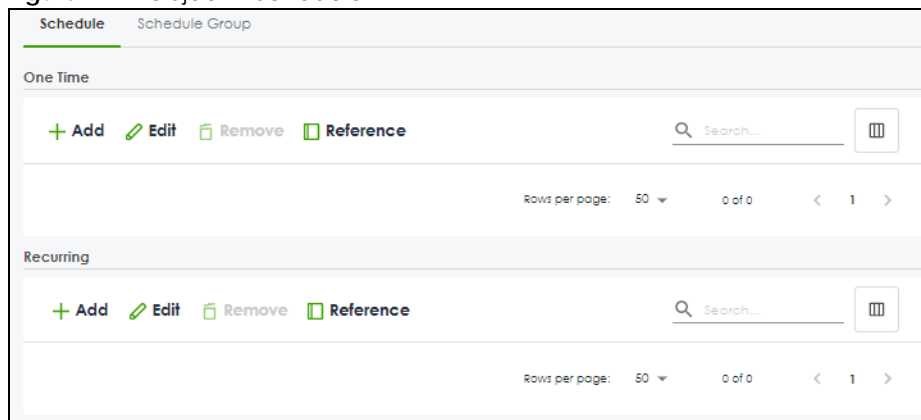 Schedule Schedule Group
One Time
Add Edit Remove Reference Search...
Rows per page: 50 0 of 0 1
Recurring
Add Edit Remove Reference Search...
Rows per page: 50 0 of 0 1